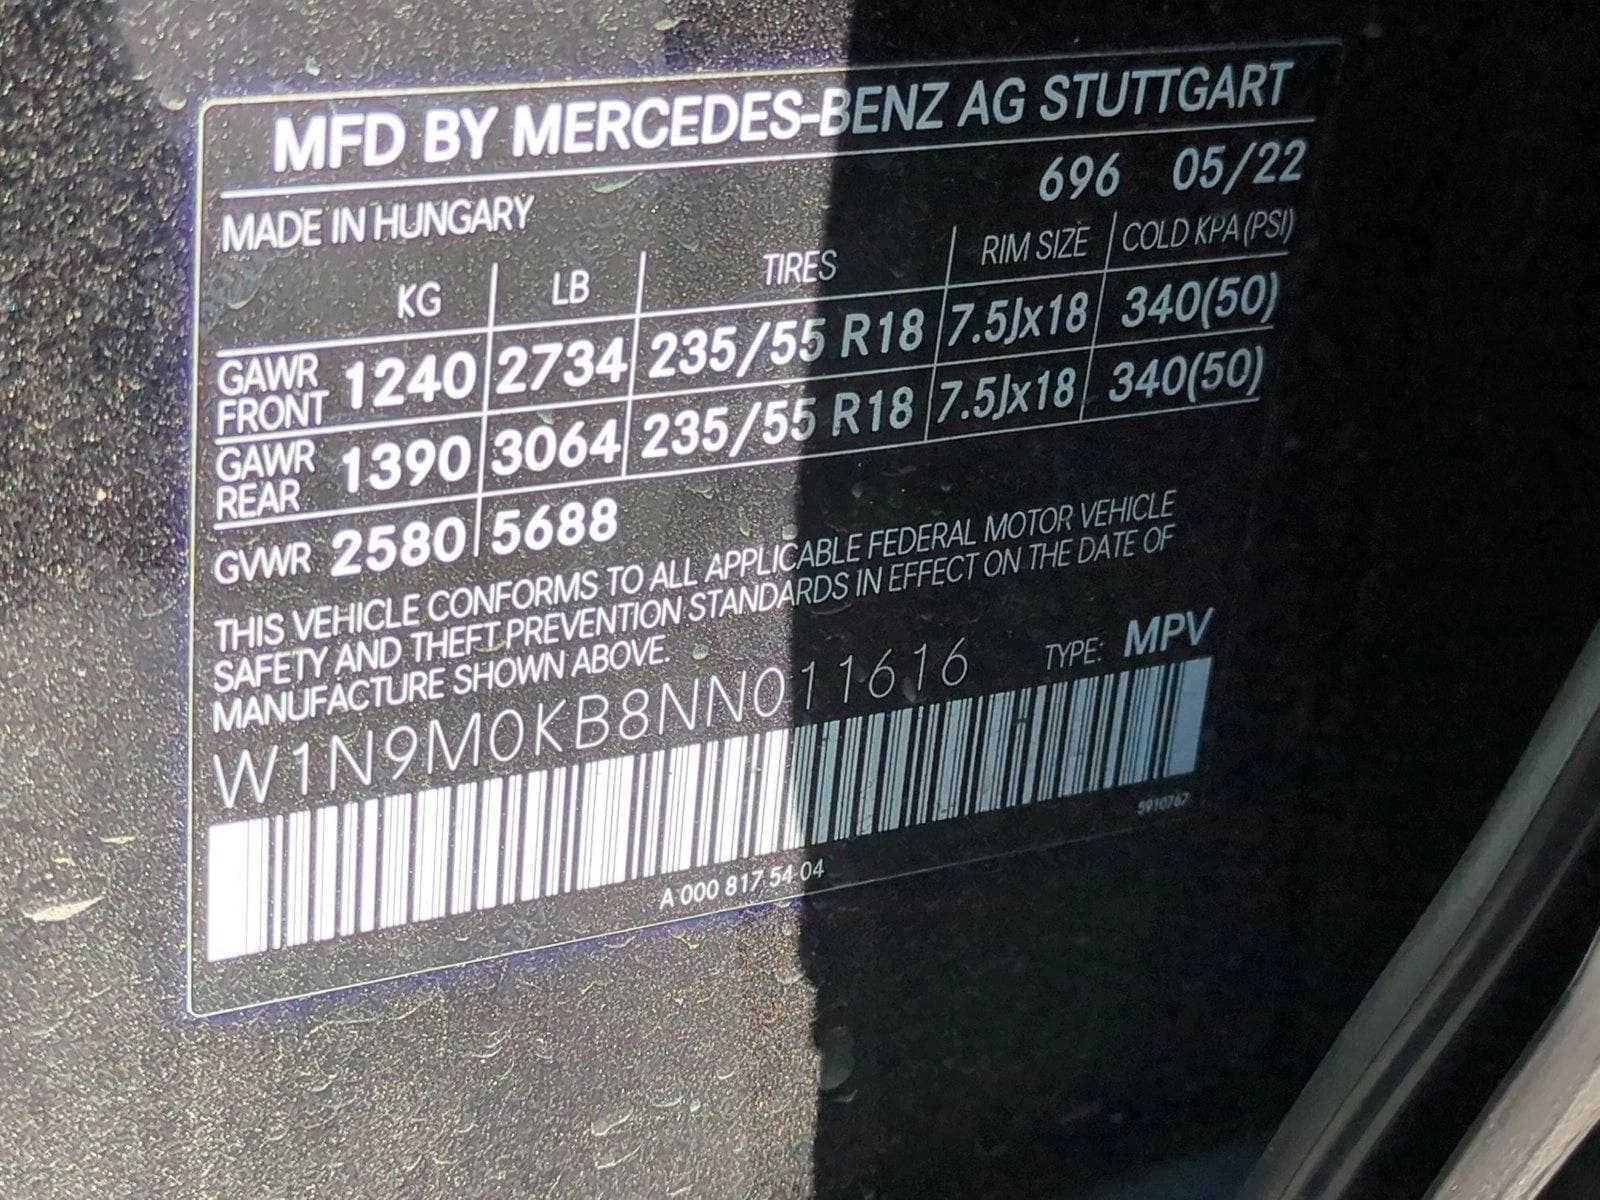 MFD BY MERCEDES-BENZ AG STUTTGART
696 05/22
MADE IN HUNGARY
KG LB TIRES RIM SIZE COLD KPA (PSI)
GAWR FRONT 1240 2734 235/55 R18 7.5Jx18 340(50)
GAWR REAR 1390 3064 235/55 R18 7.5Jx18 340(50)
GVWR 2580 5688
THIS VEHICLE CONFORMS TO ALL APPLICABLE FEDERAL MOTOR VEHICLE
SAFETY AND THEFT PREVENTION STANDARDS IN EFFECT ON THE DATE OF
MANUFACTURE SHOWN ABOVE.
W1N9M0KB8NN011616 TYPE: MPV
5910767
A 000 817 54 04